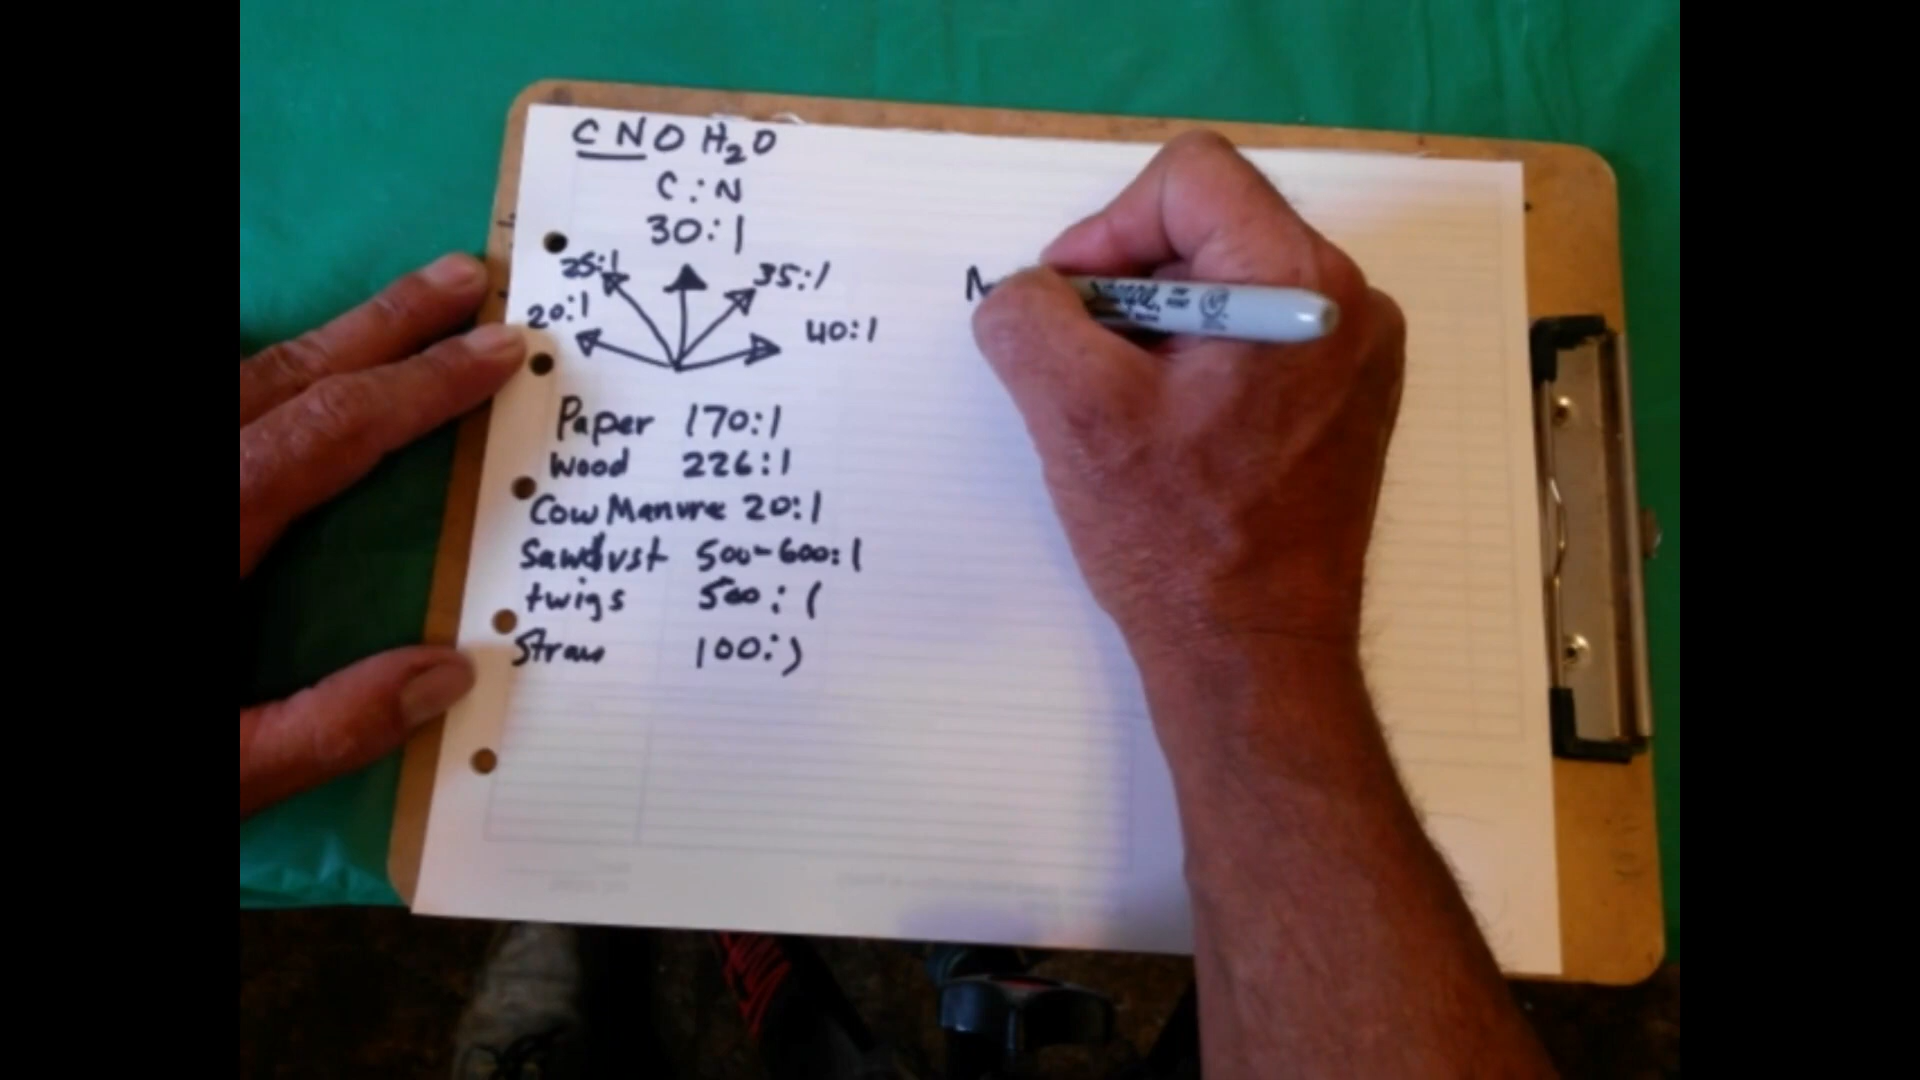 C N O H2O
C:N
30:1
25:1
35:1
20:1
40:1
Paper 170:1
Wood 226:1
Cow Manure 20:1
Sawdust 500-600:1
twigs 500:1
Straw 100:1